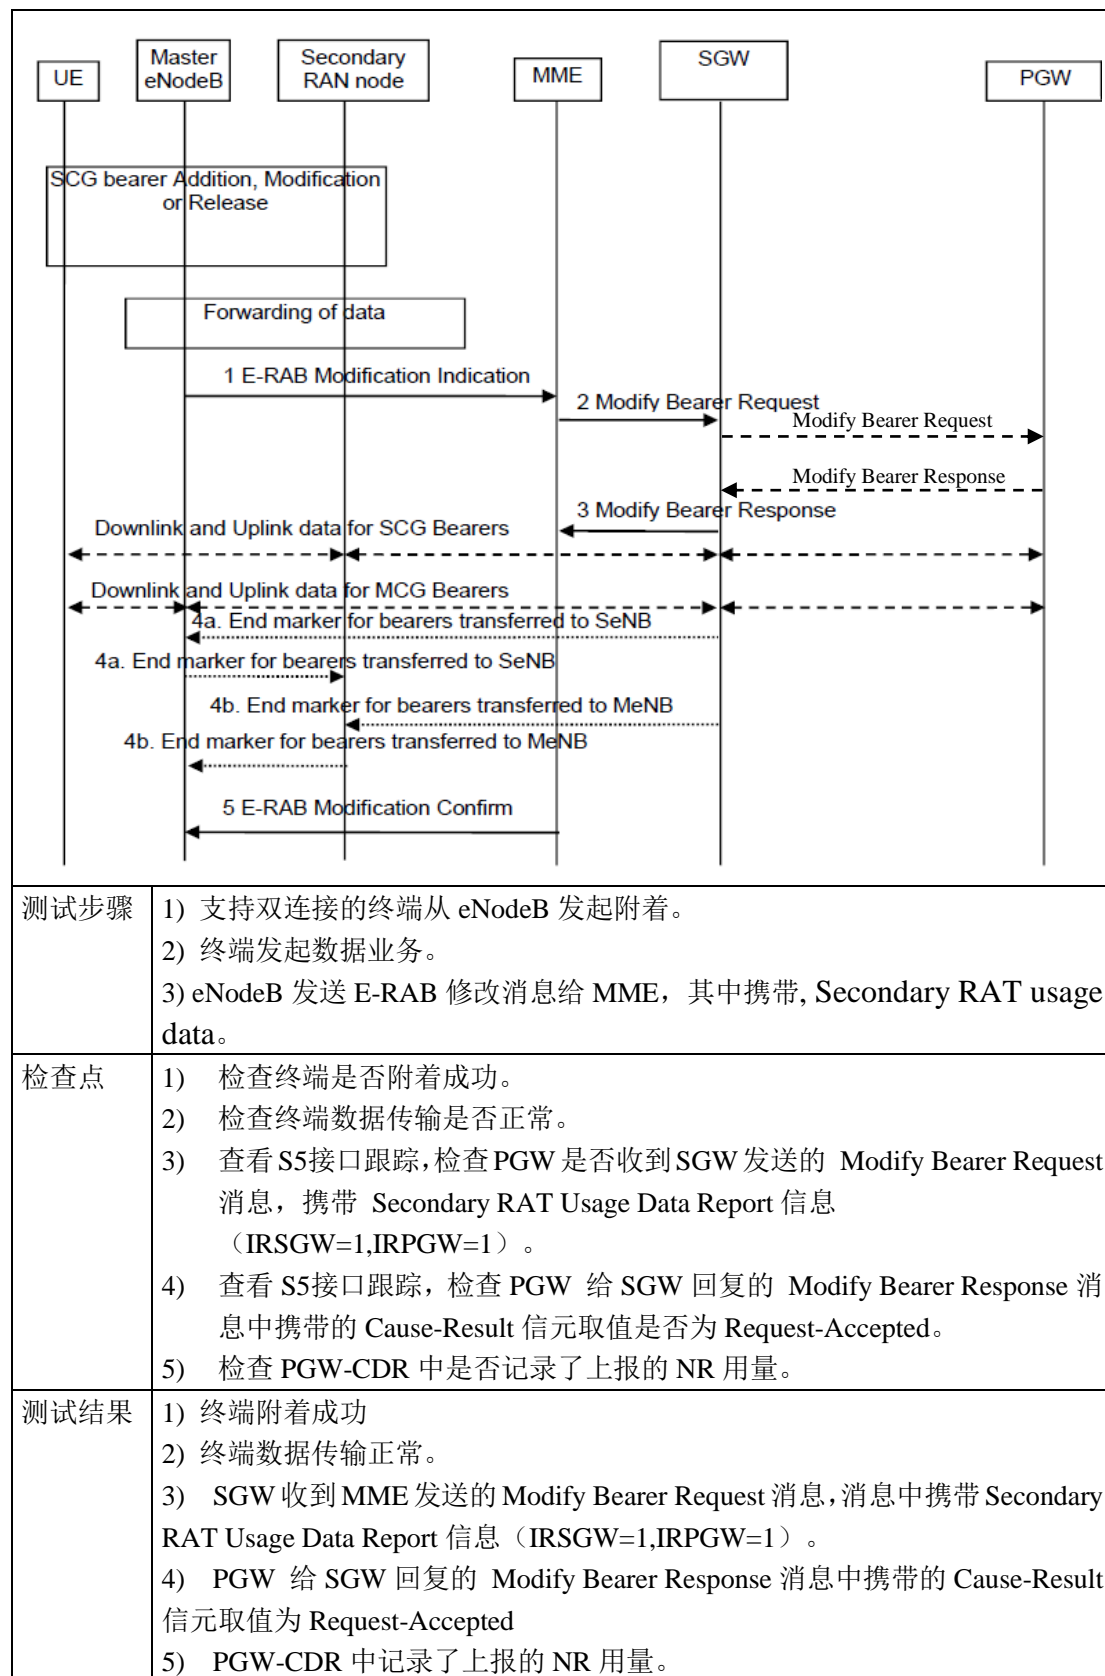 UE
Master
eNodeB
Secondary
RAN node
MME
SGW
PGW
SCG bearer Addition, Modification
or Release
Forwarding of data
1 E-RAB Modification Indication
2 Modify Bearer Request
Modify Bearer Request
Modify Bearer Response
3 Modify Bearer Response
Downlink and Uplink data for SCG Bearers
Downlink and Uplink data for MCG Bearers
4a. End marker for bearers transferred to SeNB
4a. End marker for bearers transferred to SeNB
4b. End marker for bearers transferred to MeNB
4b. End marker for bearers transferred to MeNB
5 E-RAB Modification Confirm
测试步骤
1) 支持双连接的终端从 eNodeB 发起附着。
2) 终端发起数据业务。
3) eNodeB 发送 E-RAB 修改消息给 MME，其中携带, Secondary RAT usage
data。
检查点
1) 检查终端是否附着成功。
2) 检查终端数据传输是否正常。
3) 查看 S5接口跟踪，检查 PGW 是否收到 SGW 发送的 Modify Bearer Request
消息，携带 Secondary RAT Usage Data Report 信息
（IRSGW=1,IRPGW=1）。
4) 查看 S5接口跟踪，检查 PGW 给 SGW 回复的 Modify Bearer Response 消
息中携带的 Cause-Result 信元取值是否为 Request-Accepted。
5) 检查 PGW-CDR 中是否记录了上报的 NR 用量。
测试结果
1) 终端附着成功
2) 终端数据传输正常。
3) SGW 收到 MME 发送的 Modify Bearer Request 消息，消息中携带 Secondary
RAT Usage Data Report 信息（IRSGW=1,IRPGW=1）。
4) PGW 给 SGW 回复的 Modify Bearer Response 消息中携带的 Cause-Result
信元取值为 Request-Accepted
5) PGW-CDR 中记录了上报的 NR 用量。